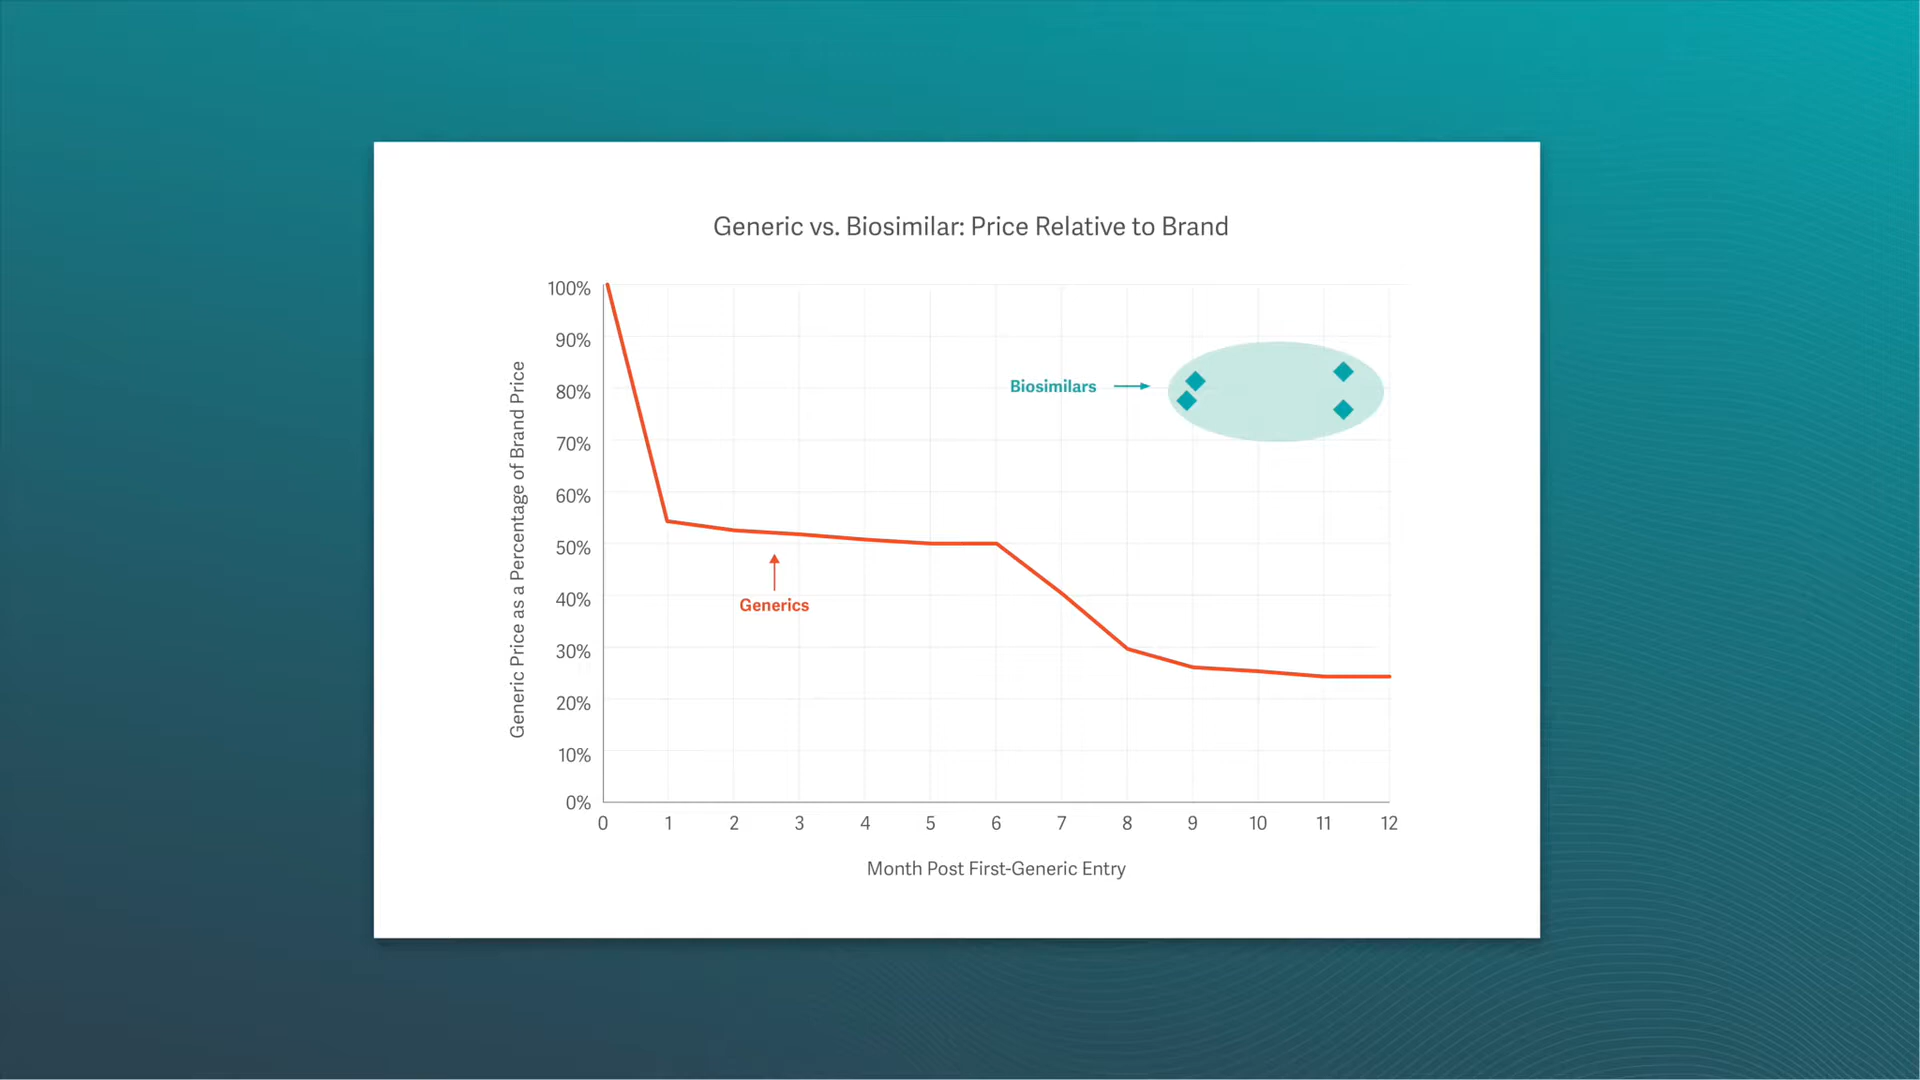 Generic vs. Biosimilar: Price Relative to Brand
Generic Price as a Percentage of Brand Price
100%
90%
80%
70%
60%
50%
40%
30%
20%
10%
0%
Biosimilars
Generics
0 1 2 3 4 5 6 7 8 9 10 11 12
Month Post First-Generic Entry